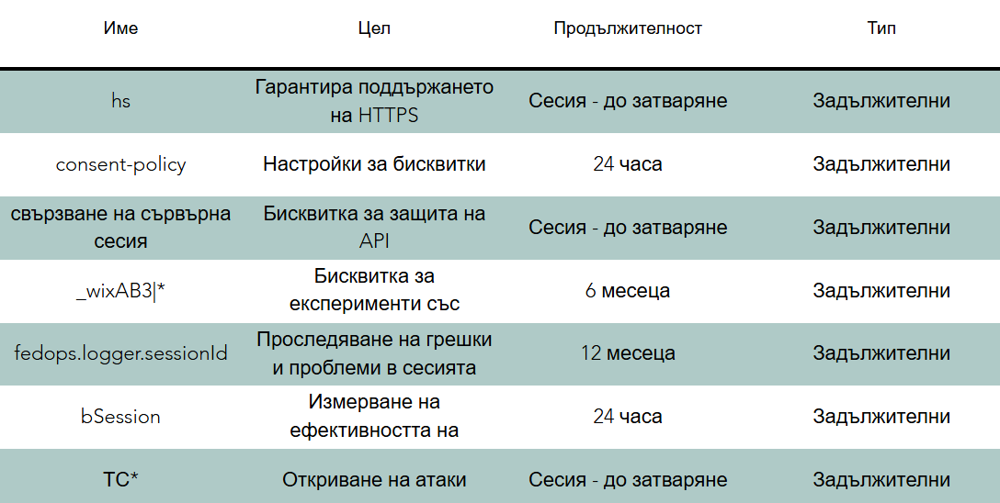 Име Цел Продължителност Тип
hs Гарантира поддържането на HTTPS Сесия - до затваряне Задължителни
consent-policy Настройки за бисквитки 24 часа Задължителни
свързване на сървърна сесия Бисквитка за защита на API Сесия - до затваряне Задължителни
_wixAB3|* Бисквитка за експерименти със 6 месеца Задължителни
fedops.logger.sessionId Проследяване на грешки и проблеми в сесията 12 месеца Задължителни
bSession Измерване на ефективността на 24 часа Задължителни
TC* Откриване на атаки Сесия - до затваряне Задължителни